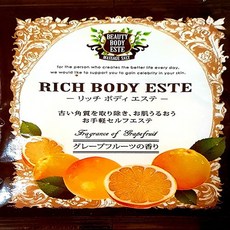 BEAUTY
BODY
ESTE
MASSAGE SALT
for the person who creates the better life every day.
we would like to support you to gain celebrity in your skin.
RICH BODY ESTE
ー リッチ ボディ エステ ー
古い角質を取り除き、お肌うるおう
お手軽セルフエステ
Fragrance of Grapefruit
グレープフルーツの香り